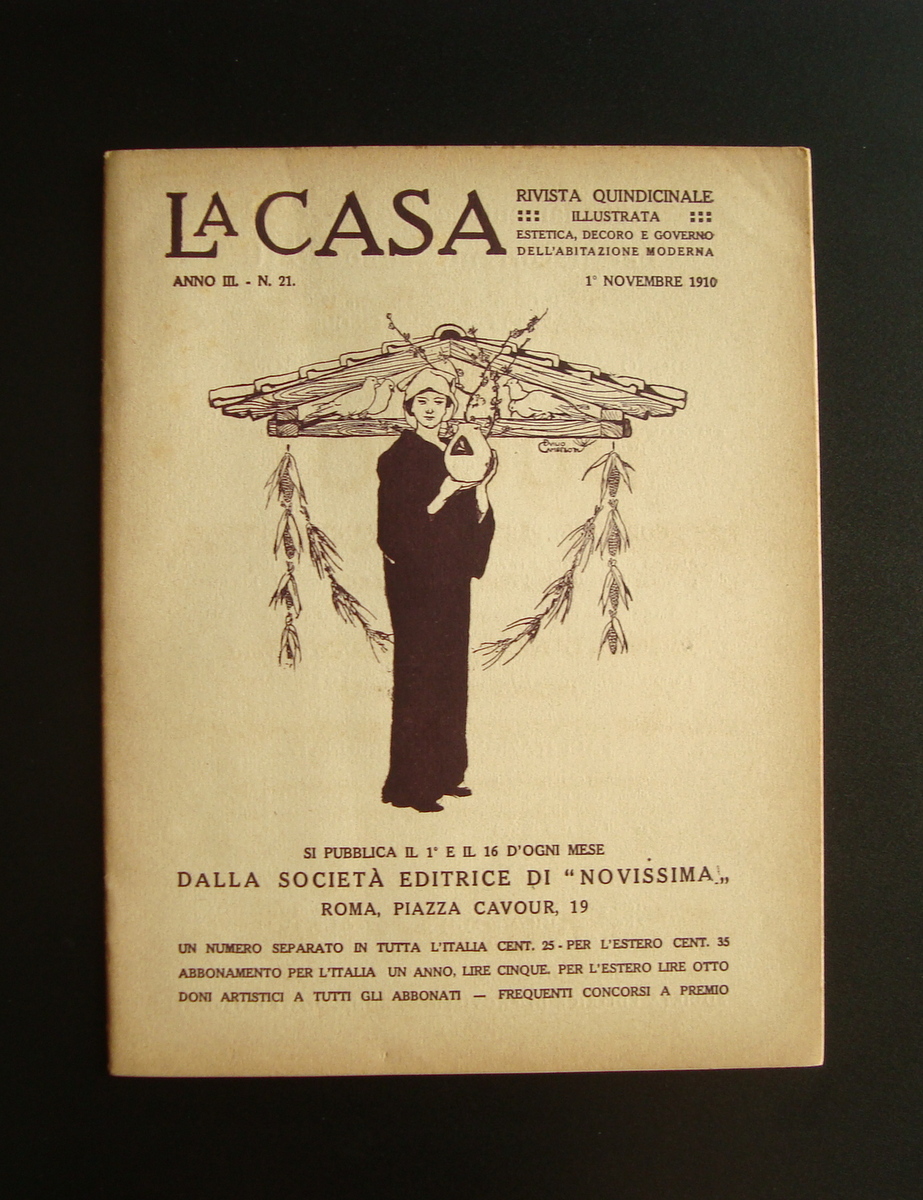 LA CASA
RIVISTA QUINDICINALE
ILLUSTRATA
ESTETICA, DECORO E GOVERNO
DELL'ABITAZIONE MODERNA
ANNO III. - N. 21.
1° NOVEMBRE 1910
SI PUBBLICA IL 1° E IL 16 D'OGNI MESE
DALLA SOCIETÀ EDITRICE DI "NOVISSIMA„
ROMA, PIAZZA CAVOUR, 19
UN NUMERO SEPARATO IN TUTTA L'ITALIA CENT. 25 - PER L'ESTERO CENT. 35
ABBONAMENTO PER L'ITALIA UN ANNO, LIRE CINQUE. PER L'ESTERO LIRE OTTO
DONI ARTISTICI A TUTTI GLI ABBONATI — FREQUENTI CONCORSI A PREMIO